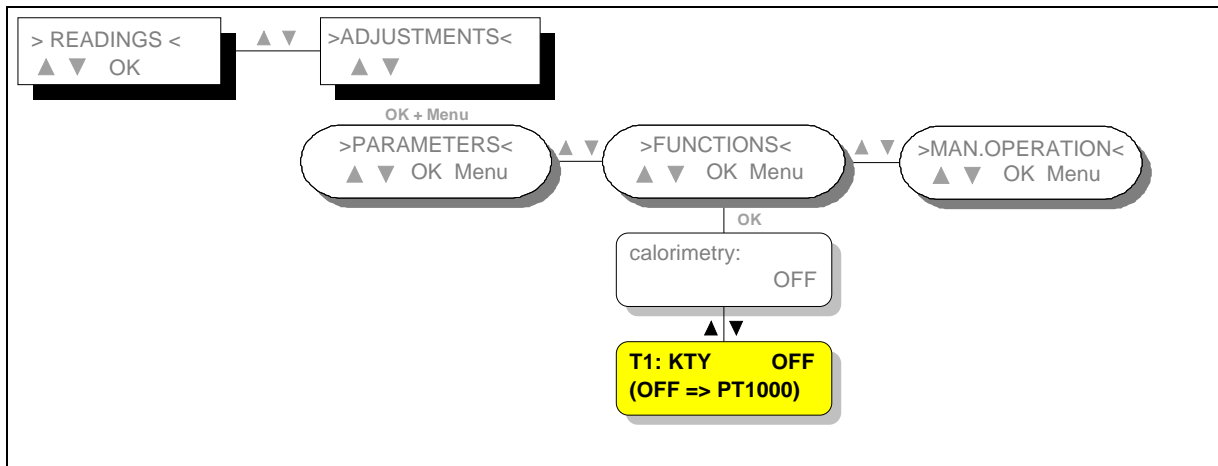 > READINGS <
▲ ▼ OK
▲ ▼
>ADJUSTMENTS<
▲ ▼
OK + Menu
>PARAMETERS<
▲ ▼ OK Menu
▲ ▼
>FUNCTIONS<
▲ ▼ OK Menu
▲ ▼
>MAN.OPERATION<
▲ ▼ OK Menu
OK
calorimetry:
OFF
▲ ▼
T1: KTY OFF
(OFF => PT1000)